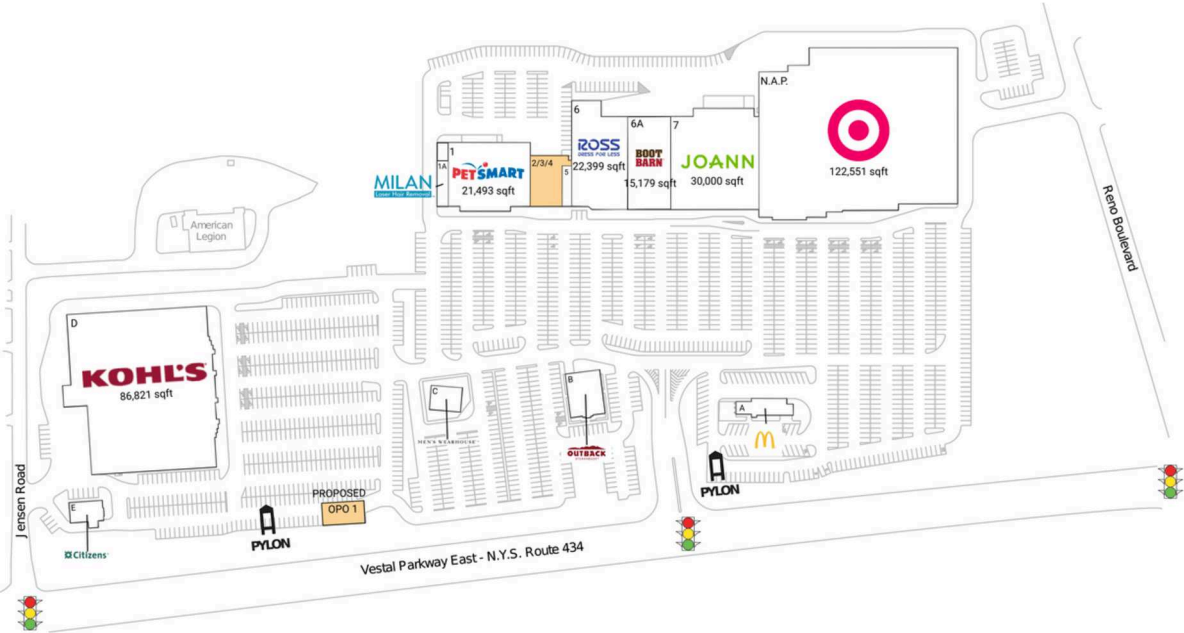 N.A.P.
122,551 sqft
6
ROSS
DRESS FOR LESS
22,399 sqft
6A
BOOT
BARN
15,179 sqft
7
JOANN
30,000 sqft
1
1A
PETSMART
21,493 sqft
2/3/4
5
MILAN
Laser Hair Removal
American
Legion
Reno Boulevard
D
KOHL'S
86,821 sqft
C
MEN'S WEARHOUSE
B
OUTBACK
A
PYLON
Jensen Road
E
Citizens
PROPOSED
OPO 1
PYLON
Vestal Parkway East - N.Y.S. Route 434